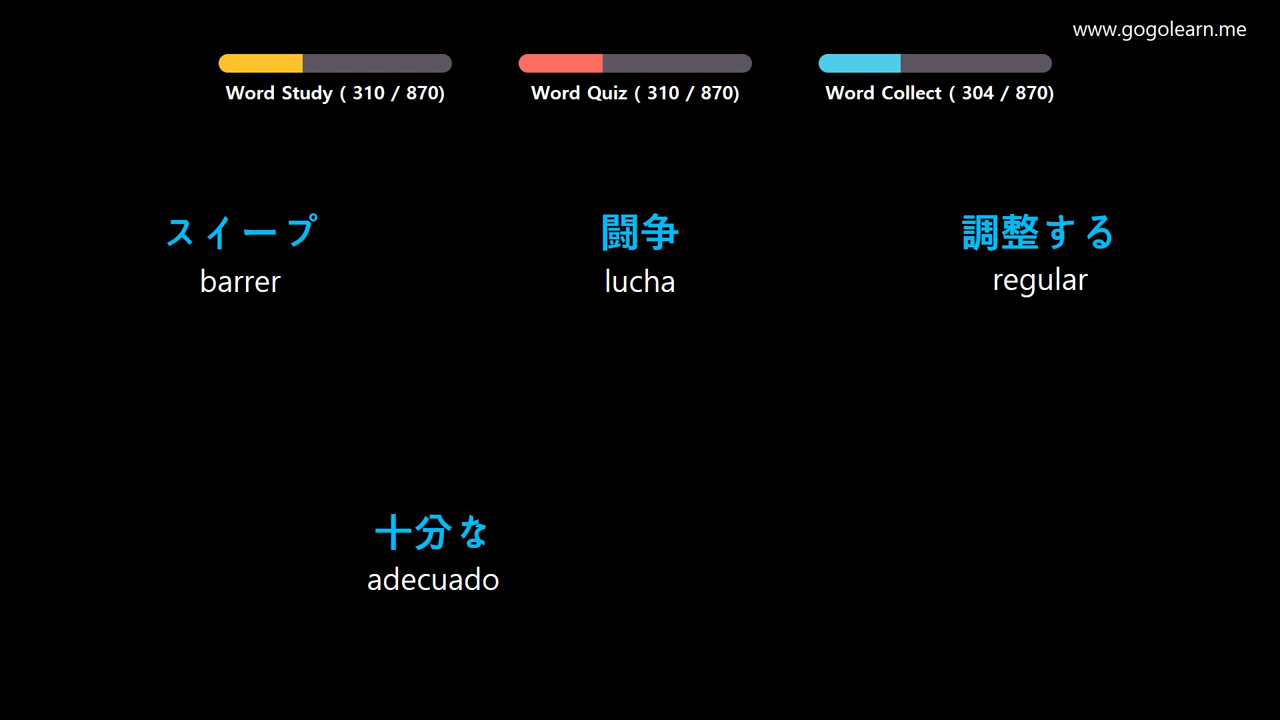 www.gogolearn.me
Word Study ( 310 / 870)
Word Quiz ( 310 / 870)
Word Collect ( 304 / 870)
スイープ
barrer
闘争
lucha
調整する
regular
十分な
adecuado